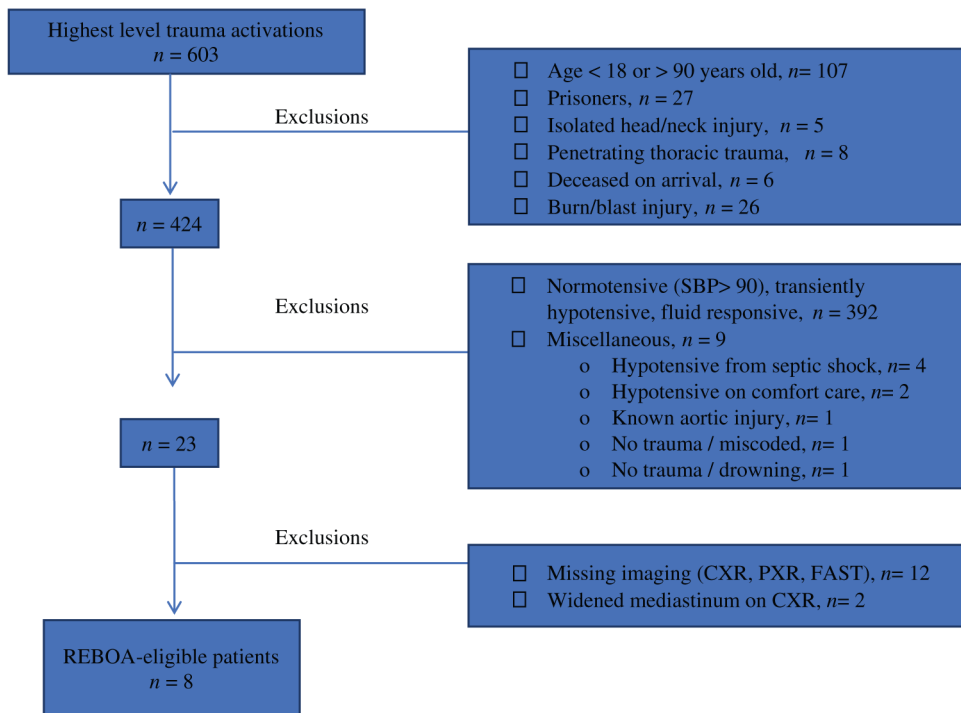 Highest level trauma activations
n = 603
Exclusions
☐ Age < 18 or > 90 years old, n= 107
☐ Prisoners, n = 27
☐ Isolated head/neck injury, n = 5
☐ Penetrating thoracic trauma, n = 8
☐ Deceased on arrival, n = 6
☐ Burn/blast injury, n = 26
n = 424
Exclusions
☐ Normotensive (SBP> 90), transiently
hypotensive, fluid responsive, n = 392
☐ Miscellaneous, n = 9
o Hypotensive from septic shock, n= 4
o Hypotensive on comfort care, n= 2
o Known aortic injury, n= 1
o No trauma / miscoded, n= 1
o No trauma / drowning, n= 1
n = 23
Exclusions
☐ Missing imaging (CXR, PXR, FAST), n= 12
☐ Widened mediastinum on CXR, n= 2
REBOA-eligible patients
n = 8